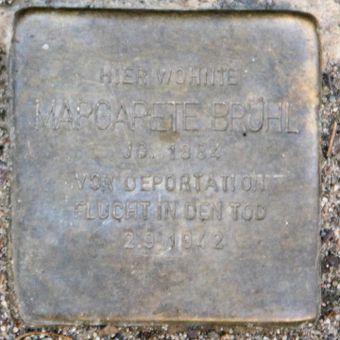 HIER WOHNTE
MARGARETE BRÜHL
JG. 1864
VOR DEPORTATION
FLUCHT IN DEN TOD
2.9.1942